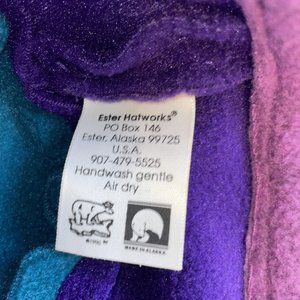 Ester Hatworks®
PO Box 146
Ester, Alaska 99725
U.S.A.
907-479-5525
Handwash gentle
Air dry
MADE IN ALASKA